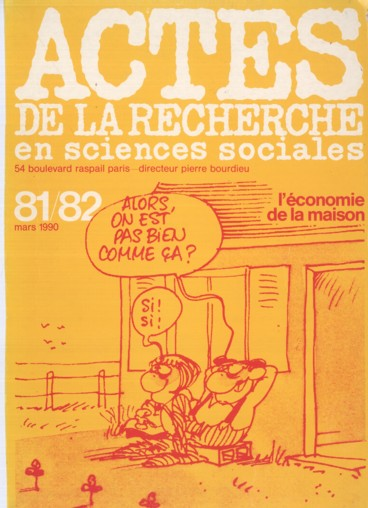 ACTES
DE LA RECHERCHE
en sciences sociales
54 boulevard raspail paris - directeur pierre bourdieu
81/82
mars 1990
l'économie
de la maison
ALORS,
ON EST
PAS BIEN
COMME ÇA?
SI!
SI!